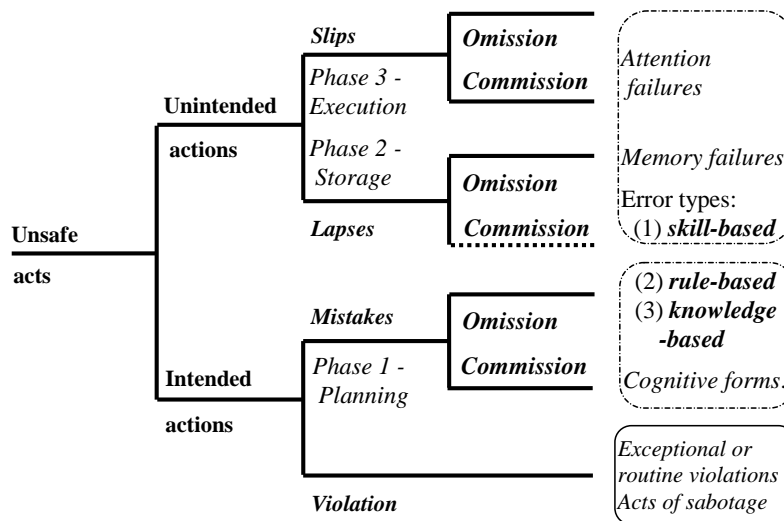 Slips
Omission
Commission
Attention
failures
Phase 3 -
Execution
Unintended
actions
Phase 2 -
Storage
Memory failures
Omission
Commission
Lapses
Error types:
(1) skill-based
Unsafe
acts
(2) rule-based
(3) knowledge
-based
Mistakes
Omission
Commission
Phase 1 -
Planning
Cognitive forms.
Intended
actions
Exceptional or
routine violations
Acts of sabotage
Violation